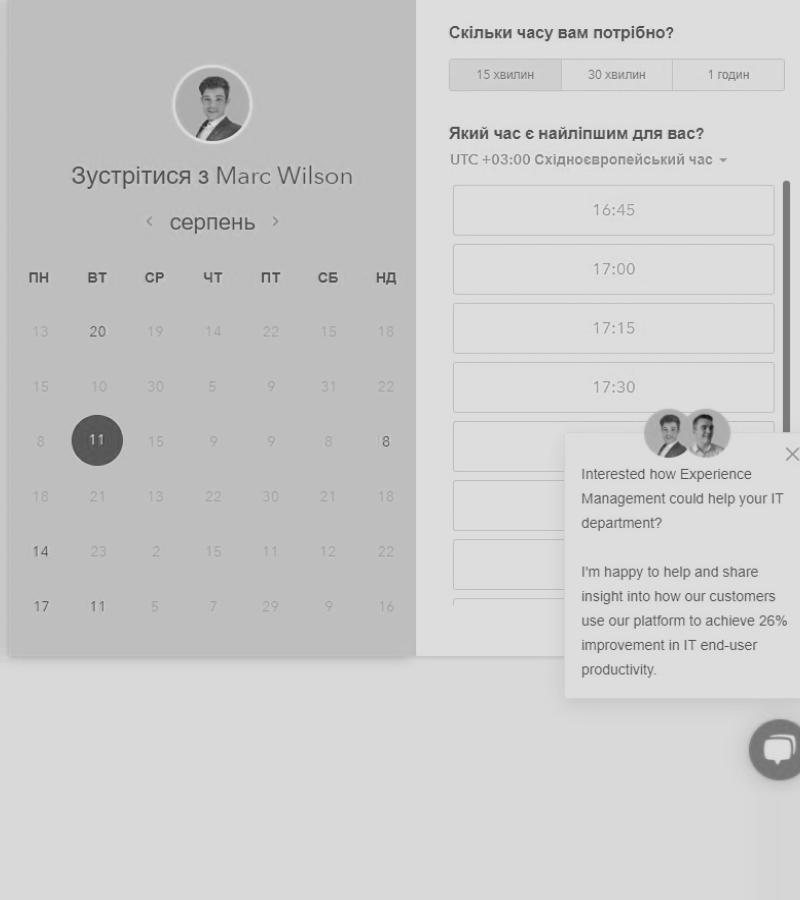 Зустрітися з Marc Wilson
серпень
ПН ВТ СР ЧТ ПТ СБ НД
13 20 19 14 22 15 18
15 10 30 5 9 31 22
8 11 15 9 9 8 8
18 21 13 22 30 21 18
14 23 2 15 11 12 22
17 11 5 7 29 9 16
Скільки часу вам потрібно?
15 хвилин 30 хвилин 1 годин
Який час є найліпшим для вас?
UTC +03:00 Східноєвропейський час
16:45
17:00
17:15
17:30
Interested how Experience
Management could help your IT
department?
I'm happy to help and share
insight into how our customers
use our platform to achieve 26%
improvement in IT end-user
productivity.